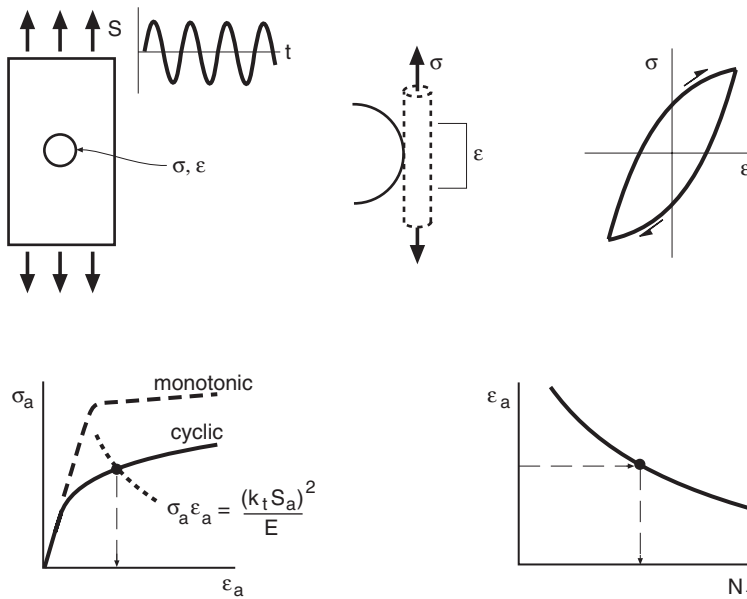 S
t
σ, ε
σ
ε
σ
ε
σₐ
monotonic
cyclic
σₐεₐ = (kₜSₐ)² / E
εₐ
εₐ
N